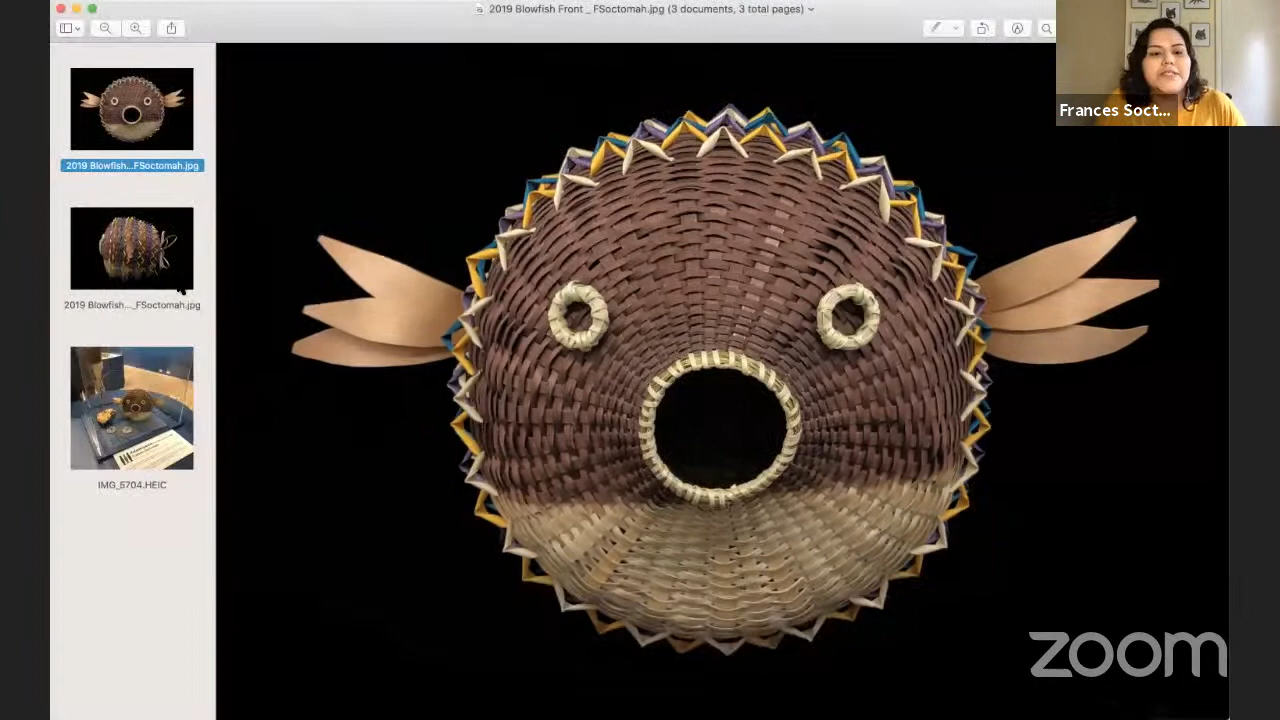 2019 Blowfish Front _ FSoctomah.jpg (3 documents, 3 total pages)
Frances Soct...
2019 Blowfish...FSoctomah.jpg
2019 Blowfish..._FSoctomah.jpg
IMG_5704.HEIC
zoom